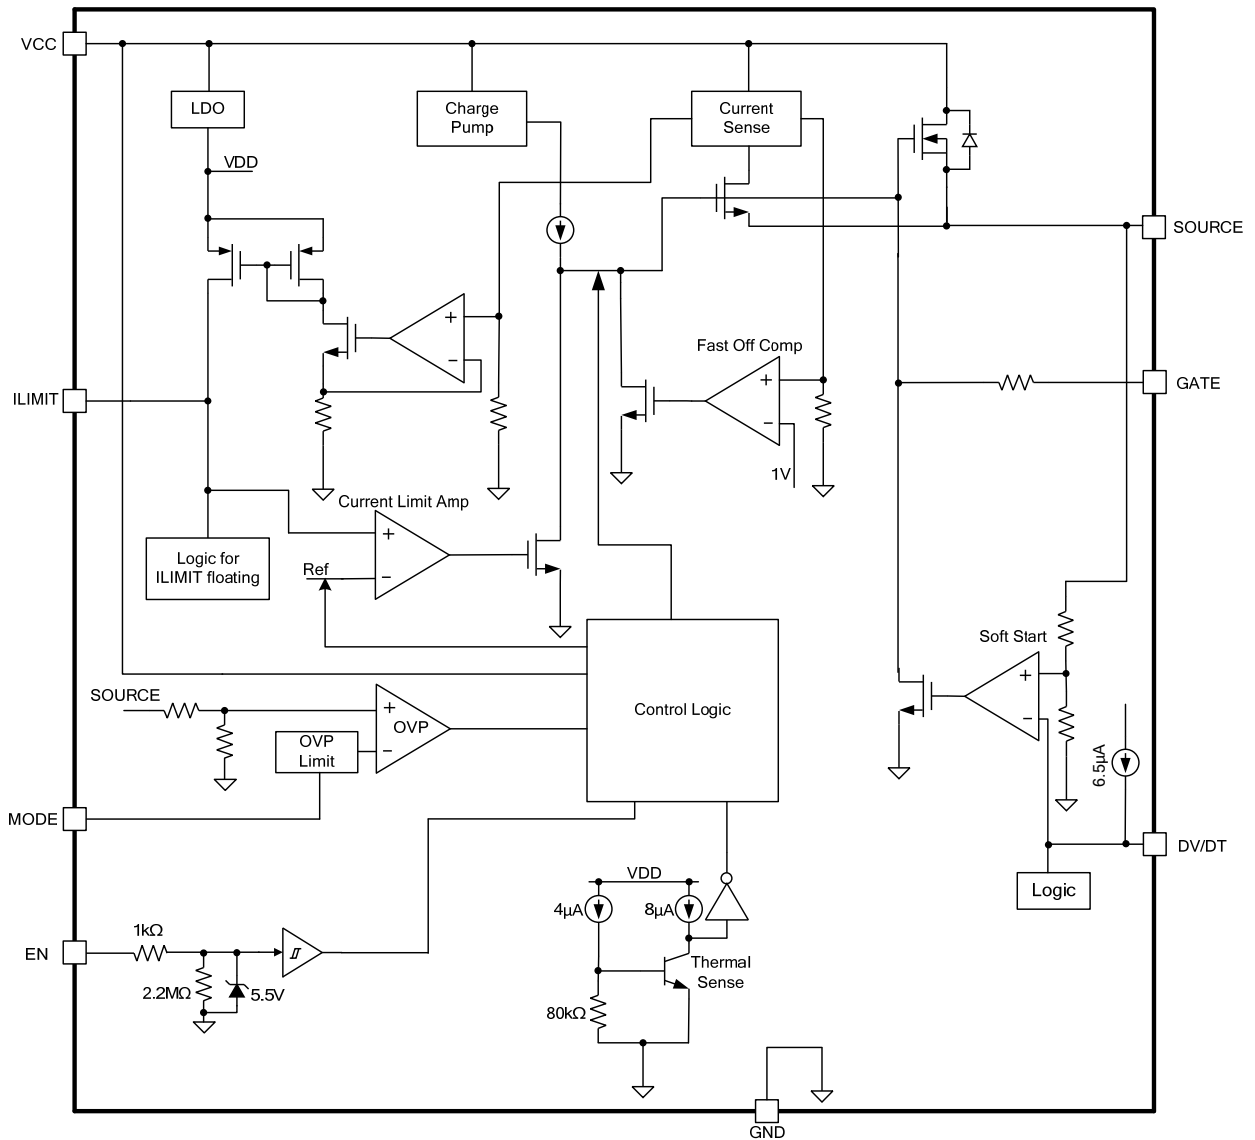 VCC
LDO
Charge
Pump
Current
Sense
VDD
SOURCE
+
−
Fast Off Comp
+
−
1V
GATE
ILIMIT
Current Limit Amp
+
−
Logic for
ILIMIT floating
Ref
Soft Start
+
−
SOURCE
+
OVP
−
OVP
Limit
Control Logic
6.5µA
MODE
DV/DT
Logic
VDD
4µA
8µA
1kΩ
EN
2.2MΩ
5.5V
Thermal
Sense
80kΩ
GND